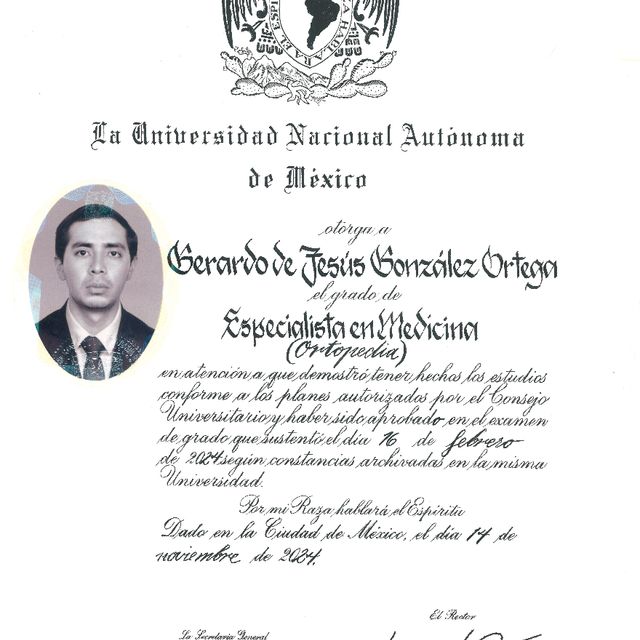 HABLARA EL ESPI
La Universidad Nacional Autónoma
de México
otorga a
Gerardo de Jesús González Ortega
el grado de
Especialista en Medicina
(Ortopedia)
en atención a que demostró tener hechos los estudios
conforme a los planes autorizados por el Consejo
Universitario y haber sido aprobado en el examen
de grado que sustentó el día 16 de febrero
de 2024 según constancias archivadas en la misma
Universidad.
Por mi Raza hablará el Espíritu
Dado en la Ciudad de México, el día 14 de
noviembre de 2024.
El Rector
La Secretaria General